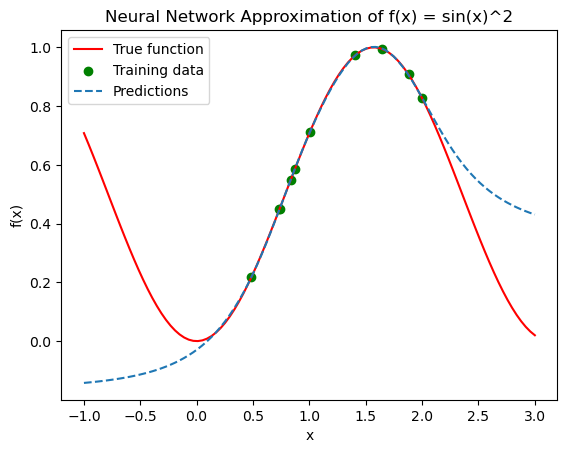 Neural Network Approximation of f(x) = sin(x)^2
True function
Training data
Predictions
f(x)
1.0
0.8
0.6
0.4
0.2
0.0
-1.0 -0.5 0.0 0.5 1.0 1.5 2.0 2.5 3.0
x